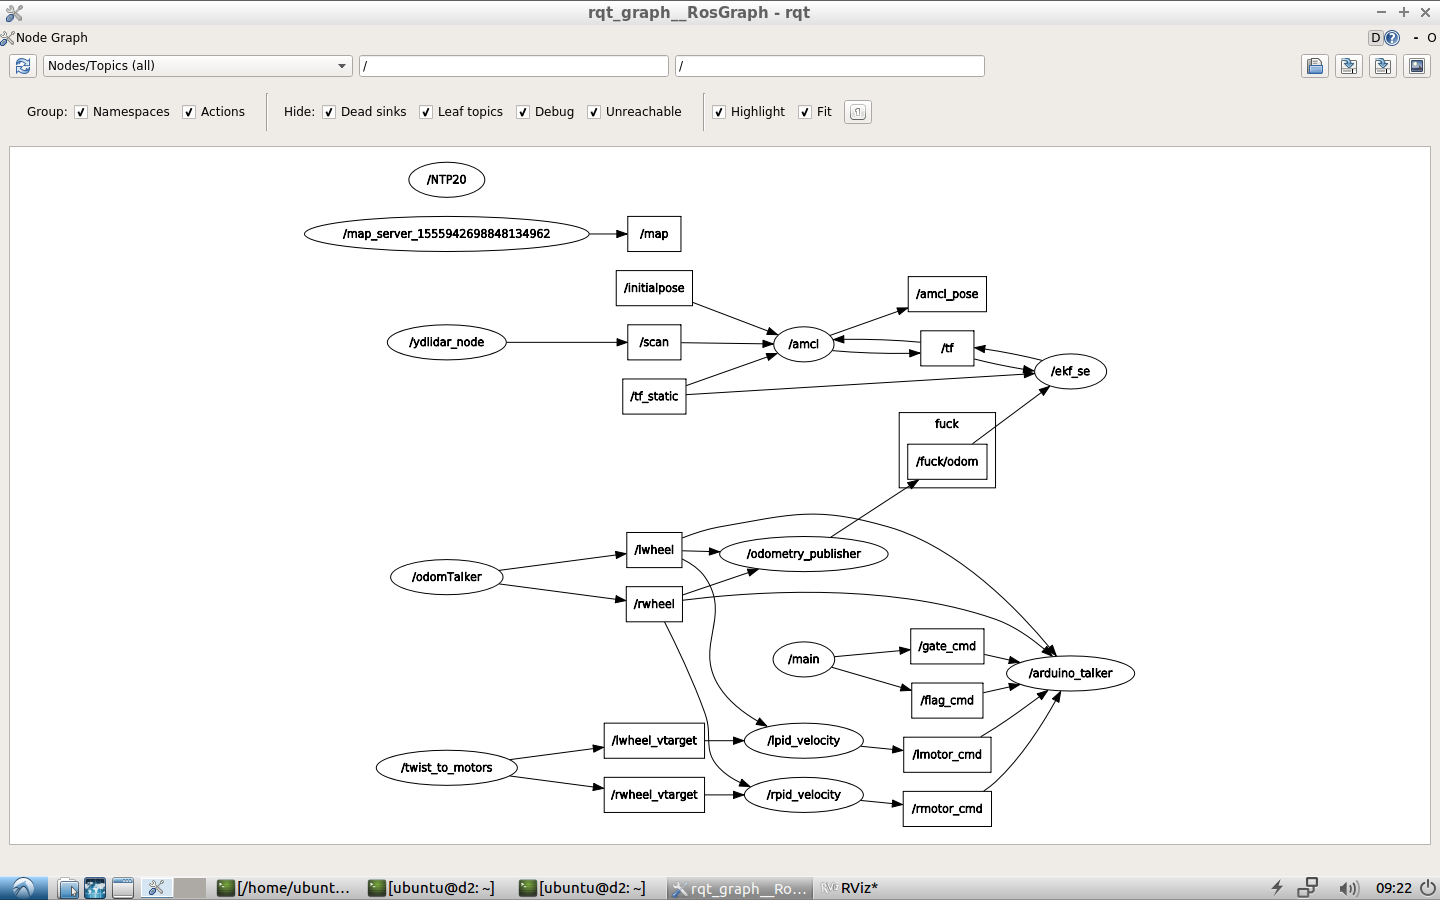 rqt_graph__RosGraph - rqt
Node Graph
D
- O
Nodes/Topics (all)
/
/
Group:
Namespaces
Actions
Hide:
Dead sinks
Leaf topics
Debug
Unreachable
Highlight
Fit
/NTP20
/map_server_1555942698848134962
/map
/initialpose
/amcl_pose
/ydlidar_node
/scan
/amcl
/tf
/ekf_se
/tf_static
fuck
/fuck/odom
/lwheel
/odometry_publisher
/odomTalker
/rwheel
/main
/gate_cmd
/arduino_talker
/flag_cmd
/lwheel_vtarget
/lpid_velocity
/lmotor_cmd
/twist_to_motors
/rwheel_vtarget
/rpid_velocity
/rmotor_cmd
[/home/ubunt...
[ubuntu@d2: ~]
[ubuntu@d2: ~]
rqt_graph__Ro...
RViz
RViz*
09:22